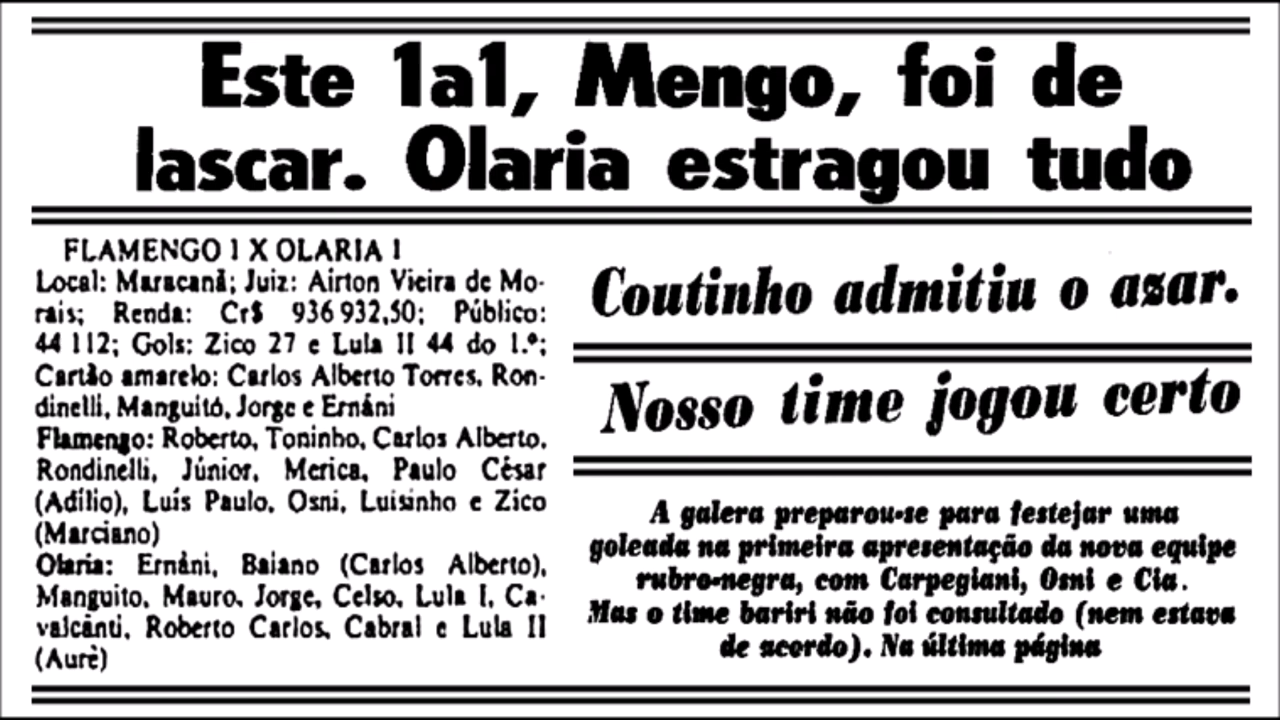 Este 1a1, Mengo, foi de
lascar. Olaria estragou tudo
FLAMENGO 1 X OLARIA 1
Local: Maracanã; Juiz: Airton Vieira de Mo-
rais; Renda: Cr$ 936 932,50; Público:
44 112; Gols: Zico 27 e Lula II 44 do 1.º;
Cartão amarelo: Carlos Alberto Torres, Ron-
dinelli, Manguitó, Jorge e Ernâni
Flamengo: Roberto, Toninho, Carlos Alberto,
Rondinelli, Júnior, Merica, Paulo César
(Adílio), Luís Paulo, Osni, Luisinho e Zico
(Marciano)
Olaria: Ernâni, Baiano (Carlos Alberto),
Manguito, Mauro, Jorge, Celso, Lula I, Ca-
valcânti, Roberto Carlos, Cabral e Lula II
(Aurê)
Coutinho admitiu o azar.
Nosso time jogou certo
A galera preparou-se para festejar uma
goleada na primeira apresentação da nova equipe
rubro-negra, com Carpegiani, Osni e Cia.
Mas o time bariri não foi consultado (nem estava
de acordo). Na última página